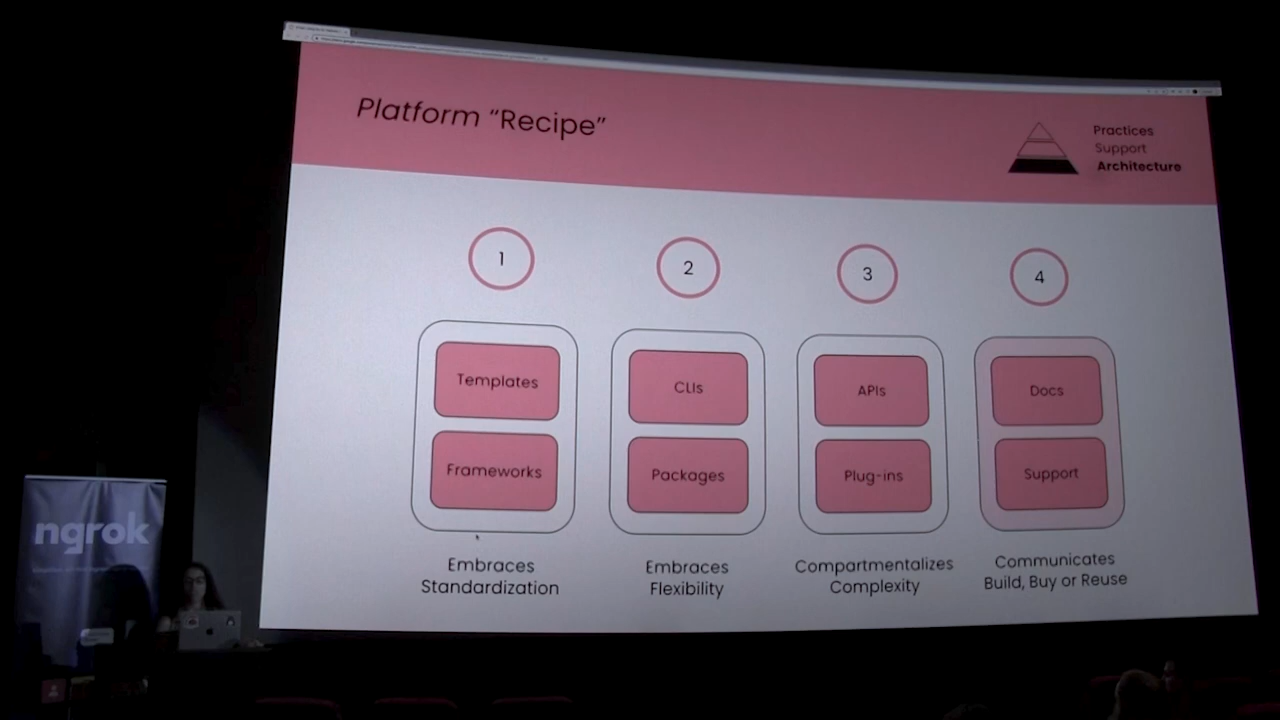 Platform “Recipe”
Practices
Support
Architecture
1
2
3
4
Templates
CLIs
APIs
Docs
Frameworks
Packages
Plug-ins
Support
Embraces
Standardization
Embraces
Flexibility
Compartmentalizes
Complexity
Communicates
Build, Buy or Reuse
ngrok